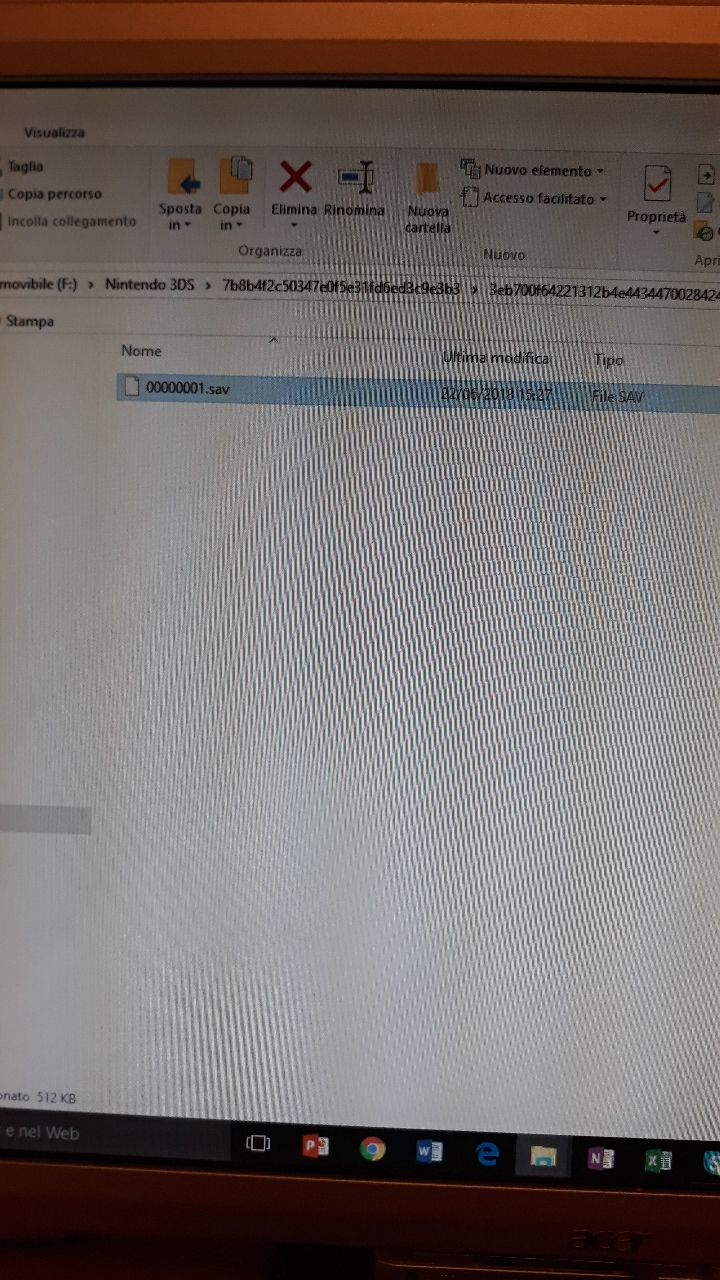 Visualizza
Taglia
Copia percorso
Incolla collegamento
Sposta in
Copia in
Elimina
Rinomina
Organizza
Nuova cartella
Nuovo elemento
Accesso facilitato
Nuovo
Proprietà
Apri
movibile (F:) > Nintendo 3DS > 7b8b4f2c50347e0f5e31fd6ed3c9e3b3 >
Stampa
Nome Ultima modifica Tipo
00000001.sav 22/06/2018 15:27 File SAV
onato 512 KB
e nel Web
acer